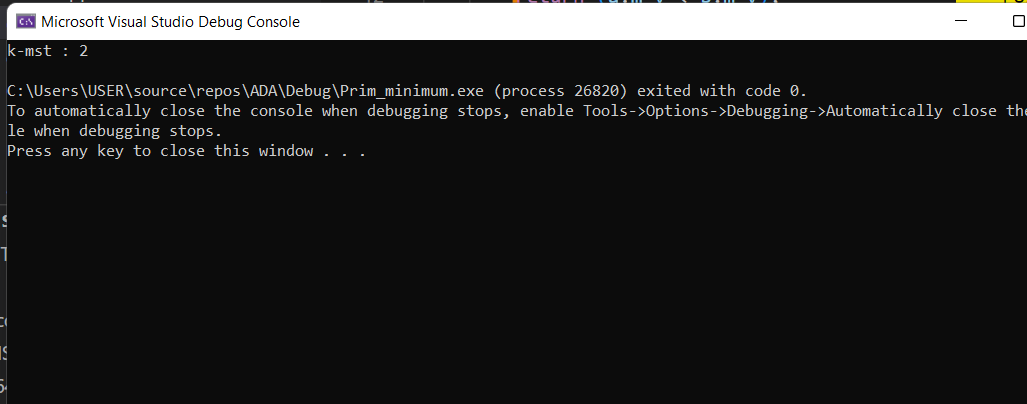 Microsoft Visual Studio Debug Console
k-mst : 2
C:\Users\USER\source\repos\ADA\Debug\Prim_minimum.exe (process 26820) exited with code 0.
To automatically close the console when debugging stops, enable Tools->Options->Debugging->Automatically close the
le when debugging stops.
Press any key to close this window . . .